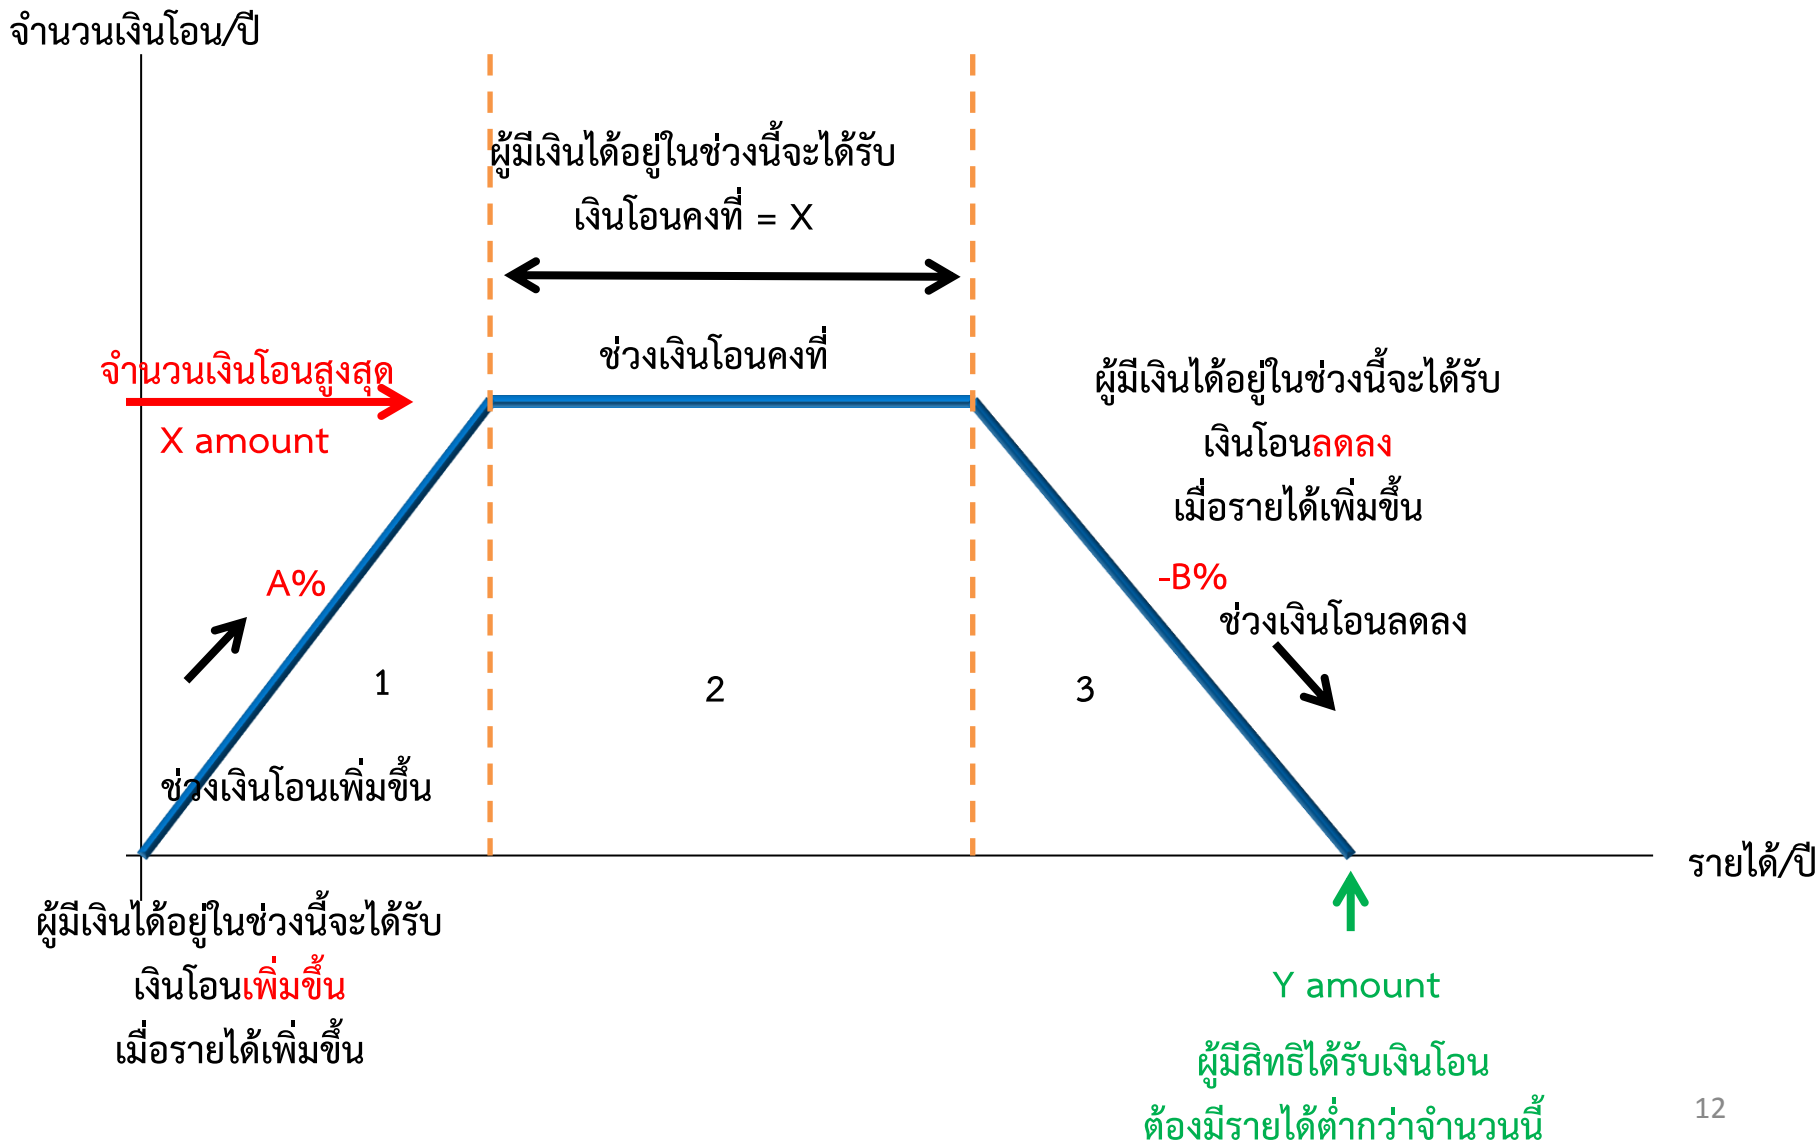 จำนวนเงินโอน/ปี
ผู้มีเงินได้อยู่ในช่วงนี้จะได้รับ
เงินโอนคงที่ = X
ช่วงเงินโอนคงที่
จำนวนเงินโอนสูงสุด
X amount
ผู้มีเงินได้อยู่ในช่วงนี้จะได้รับ
เงินโอนลดลง
เมื่อรายได้เพิ่มขึ้น
A%
-B%
ช่วงเงินโอนลดลง
1
2
3
ช่วงเงินโอนเพิ่มขึ้น
รายได้/ปี
ผู้มีเงินได้อยู่ในช่วงนี้จะได้รับ
เงินโอนเพิ่มขึ้น
เมื่อรายได้เพิ่มขึ้น
Y amount
ผู้มีสิทธิได้รับเงินโอน
ต้องมีรายได้ต่ำกว่าจำนวนนี้
12